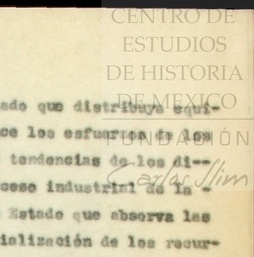 CENTRO DE
ESTUDIOS
DE HISTORIA
DE MEXICO
ado que distribuya equi-
ce los esfuerzos de los
FUNDACIÓN
tendencias de los di--
Carlos Slim
ceso industrial de la -
Estado que absorva las
ialización de los recur-